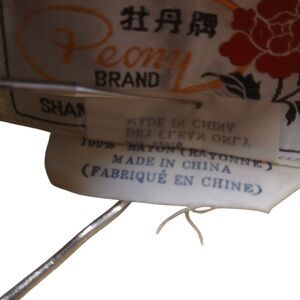 牡丹牌
Peony
BRAND
SHAN
MADE IN CHINA
DRY CLEAN ONLY
100% RAYON (RAYONNE)
MADE IN CHINA
(FABRIQUÉ EN CHINE)